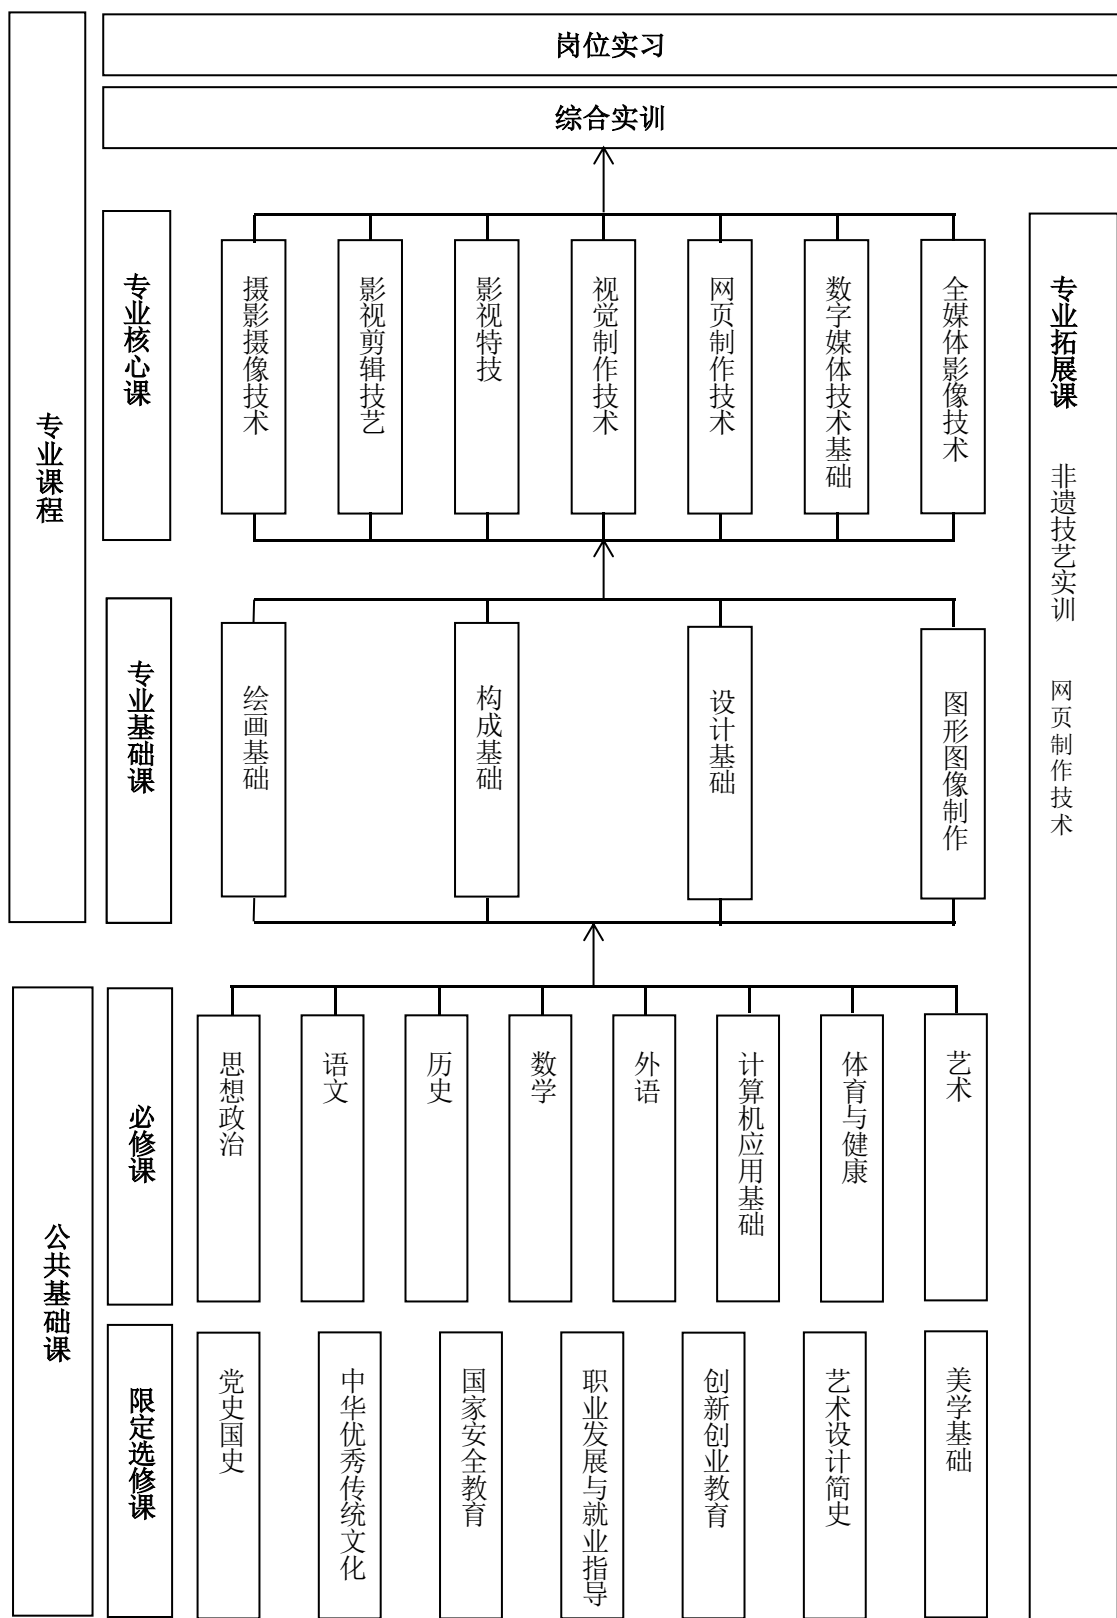 岗位实习
综合实训
专业课程
专业核心课
摄影摄像技术
影视剪辑技艺
影视特技
视觉制作技术
网页制作技术
数字媒体技术基础
全媒体影像技术
专业拓展课
非遗技艺实训
网页制作技术
专业基础课
绘画基础
构成基础
设计基础
图形图像制作
公共基础课
必修课
思想政治
语文
历史
数学
外语
计算机应用基础
体育与健康
艺术
限定选修课
党史国史
中华优秀传统文化
国家安全教育
职业发展与就业指导
创新创业教育
艺术设计简史
美学基础